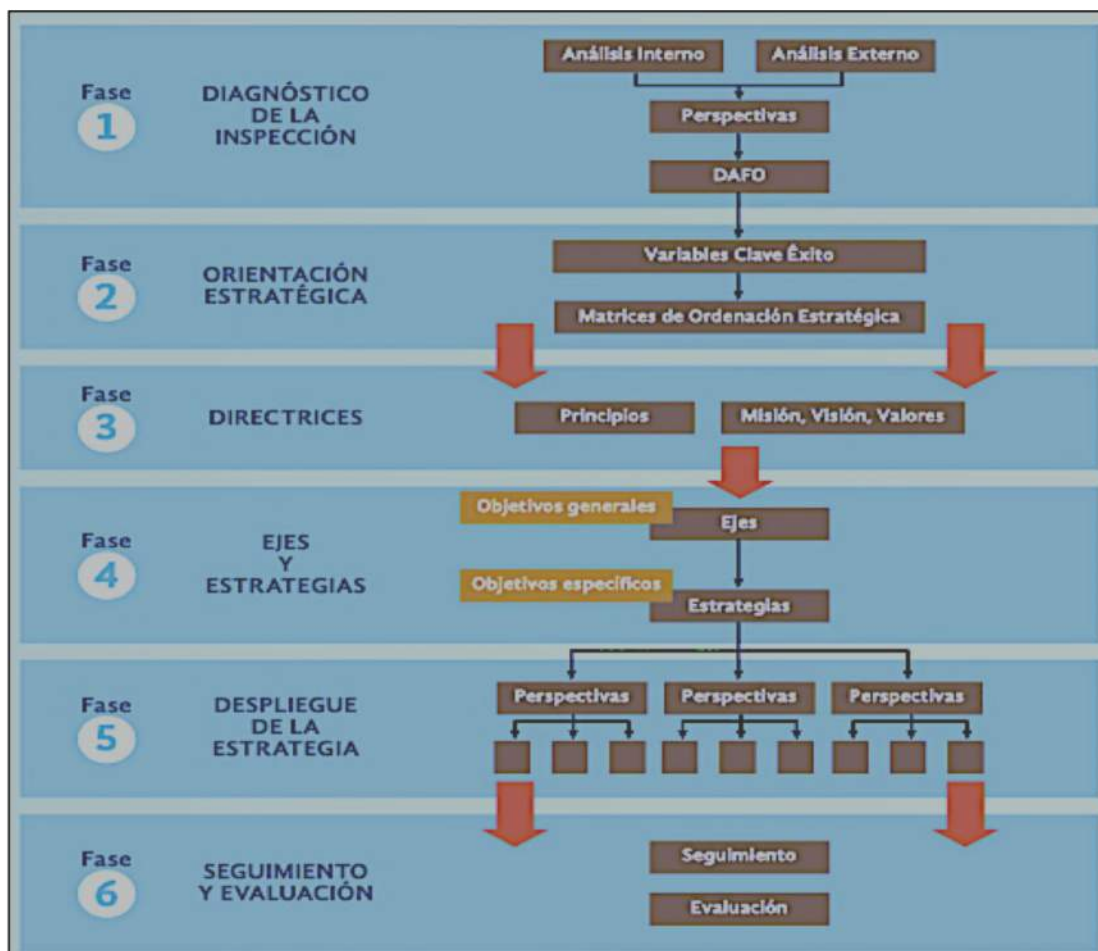 Fase
1
DIAGNÓSTICO
DE LA
INSPECCIÓN
Análisis Interno
Análisis Externo
Perspectivas
DAFO
Fase
2
ORIENTACIÓN
ESTRATÉGICA
Variables Clave Êxito
Matrices de Ordenación Estratégica
Fase
3
DIRECTRICES
Principios
Misión, Visión, Valores
Fase
4
EJES
Y
ESTRATEGIAS
Objetivos generales
Ejes
Objetivos específicos
Estrategias
Fase
5
DESPLIEGUE
DE LA
ESTRATEGIA
Perspectivas
Perspectivas
Perspectivas
Fase
6
SEGUIMIENTO
Y EVALUACIÓN
Seguimiento
Evaluación